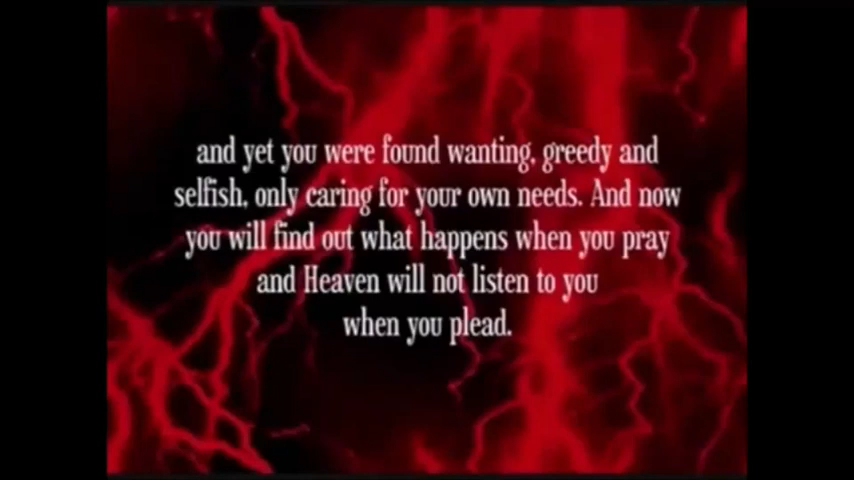 and yet you were found wanting, greedy and
selfish, only caring for your own needs. And now
you will find out what happens when you pray
and Heaven will not listen to you
when you plead.